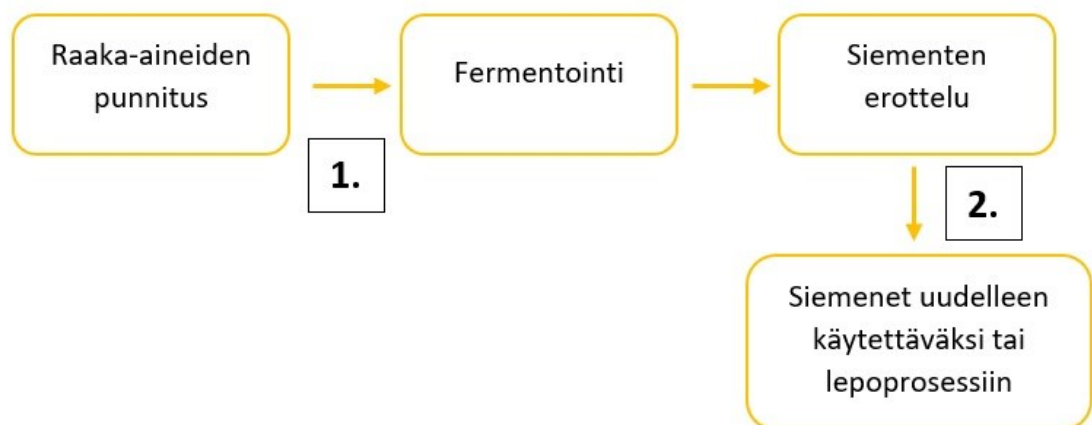 Raaka-aineiden
punnitus
Fermentointi
Siementen
erottelu
1.
2.
Siemenet uudelleen
käytettäväksi tai
lepoprosessiin